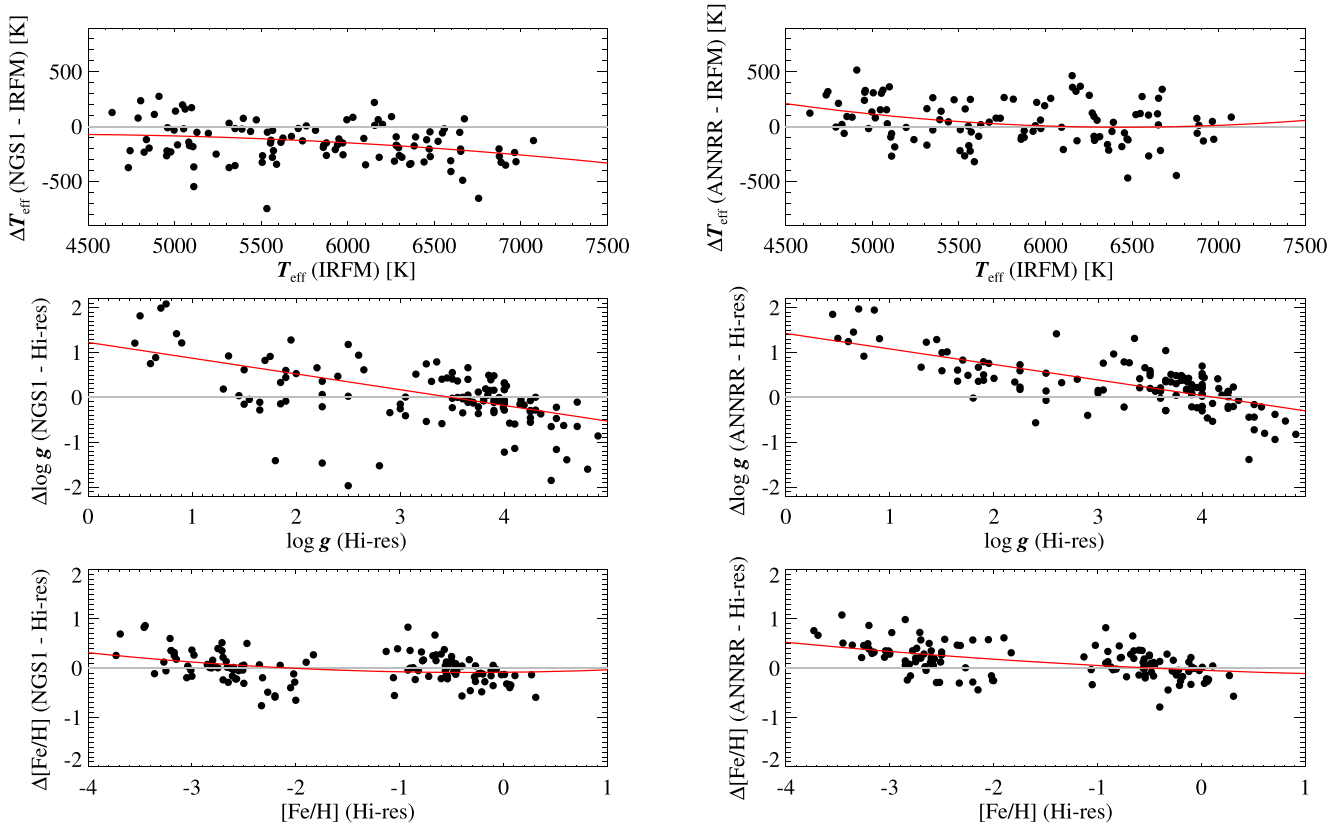 ΔT_eff (NGS1 - IRFM) [K]
500
0
-500
4500 5000 5500 6000 6500 7000 7500
T_eff (IRFM) [K]
ΔT_eff (ANNRR - IRFM) [K]
500
0
-500
4500 5000 5500 6000 6500 7000 7500
T_eff (IRFM) [K]
Δlog g (NGS1 - Hi-res)
2
1
0
-1
-2
0 1 2 3 4
log g (Hi-res)
Δlog g (ANNRR - Hi-res)
2
1
0
-1
-2
0 1 2 3 4
log g (Hi-res)
Δ[Fe/H] (NGS1 - Hi-res)
2
1
0
-1
-2
-4 -3 -2 -1 0 1
[Fe/H] (Hi-res)
Δ[Fe/H] (ANNRR - Hi-res)
2
1
0
-1
-2
-4 -3 -2 -1 0 1
[Fe/H] (Hi-res)